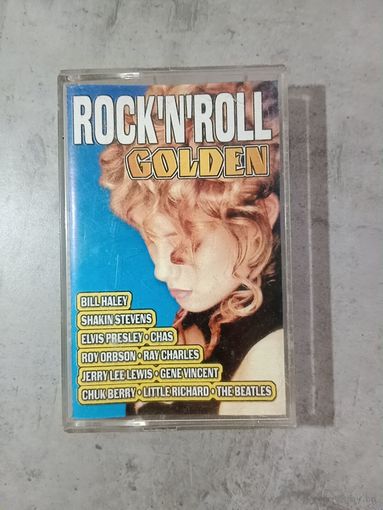 ROCK'N'ROLL
GOLDEN
BILL HALEY
SHAKIN STEVENS
ELVIS PRESLEY • CHAS
ROY ORBSON • RAY CHARLES
JERRY LEE LEWIS • GENE VINCENT
CHUK BERRY • LITTLE RICHARD • THE BEATLES